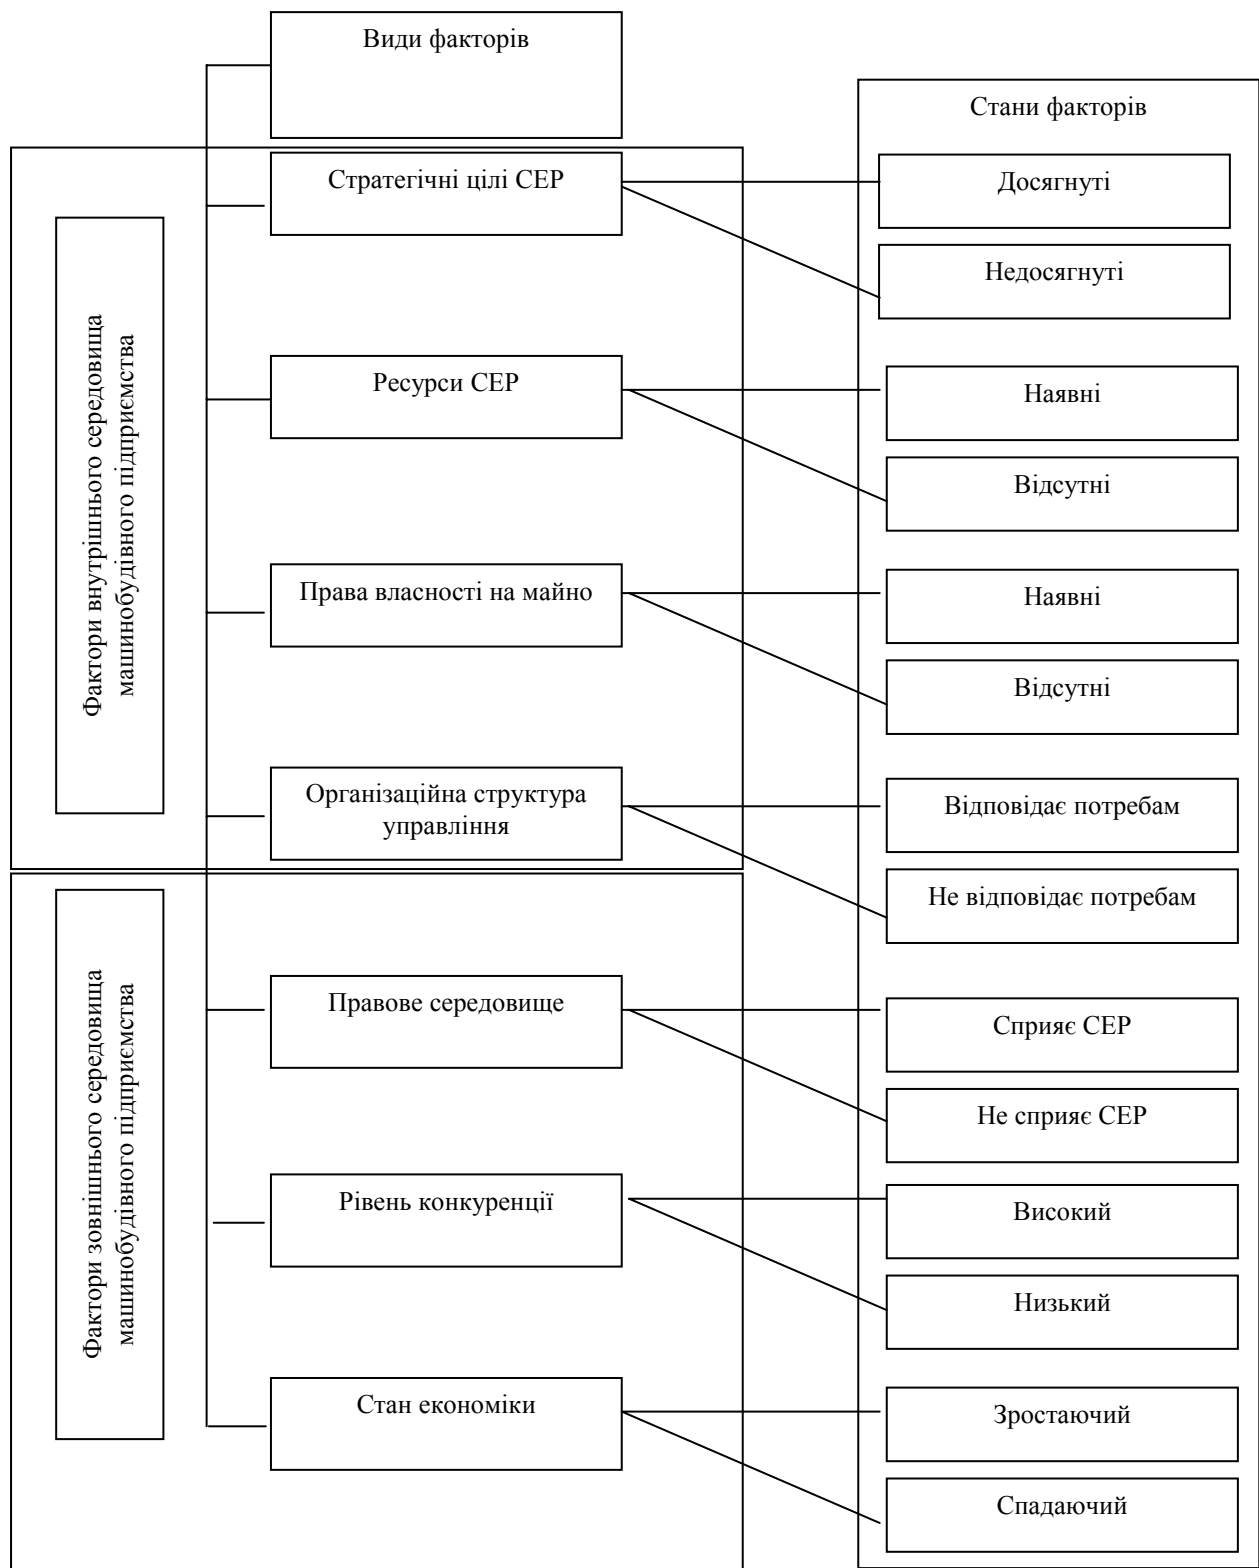 Види факторів
Стани факторів
Фактори внутрішнього середовища
машинобудівного підприємства
Стратегічні цілі СЕР
Досягнуті
Недосягнуті
Ресурси СЕР
Наявні
Відсутні
Права власності на майно
Наявні
Відсутні
Організаційна структура
управління
Відповідає потребам
Не відповідає потребам
Фактори зовнішнього середовища
машинобудівного підприємства
Правове середовище
Сприяє СЕР
Не сприяє СЕР
Рівень конкуренції
Високий
Низький
Стан економіки
Зростаючий
Спадаючий